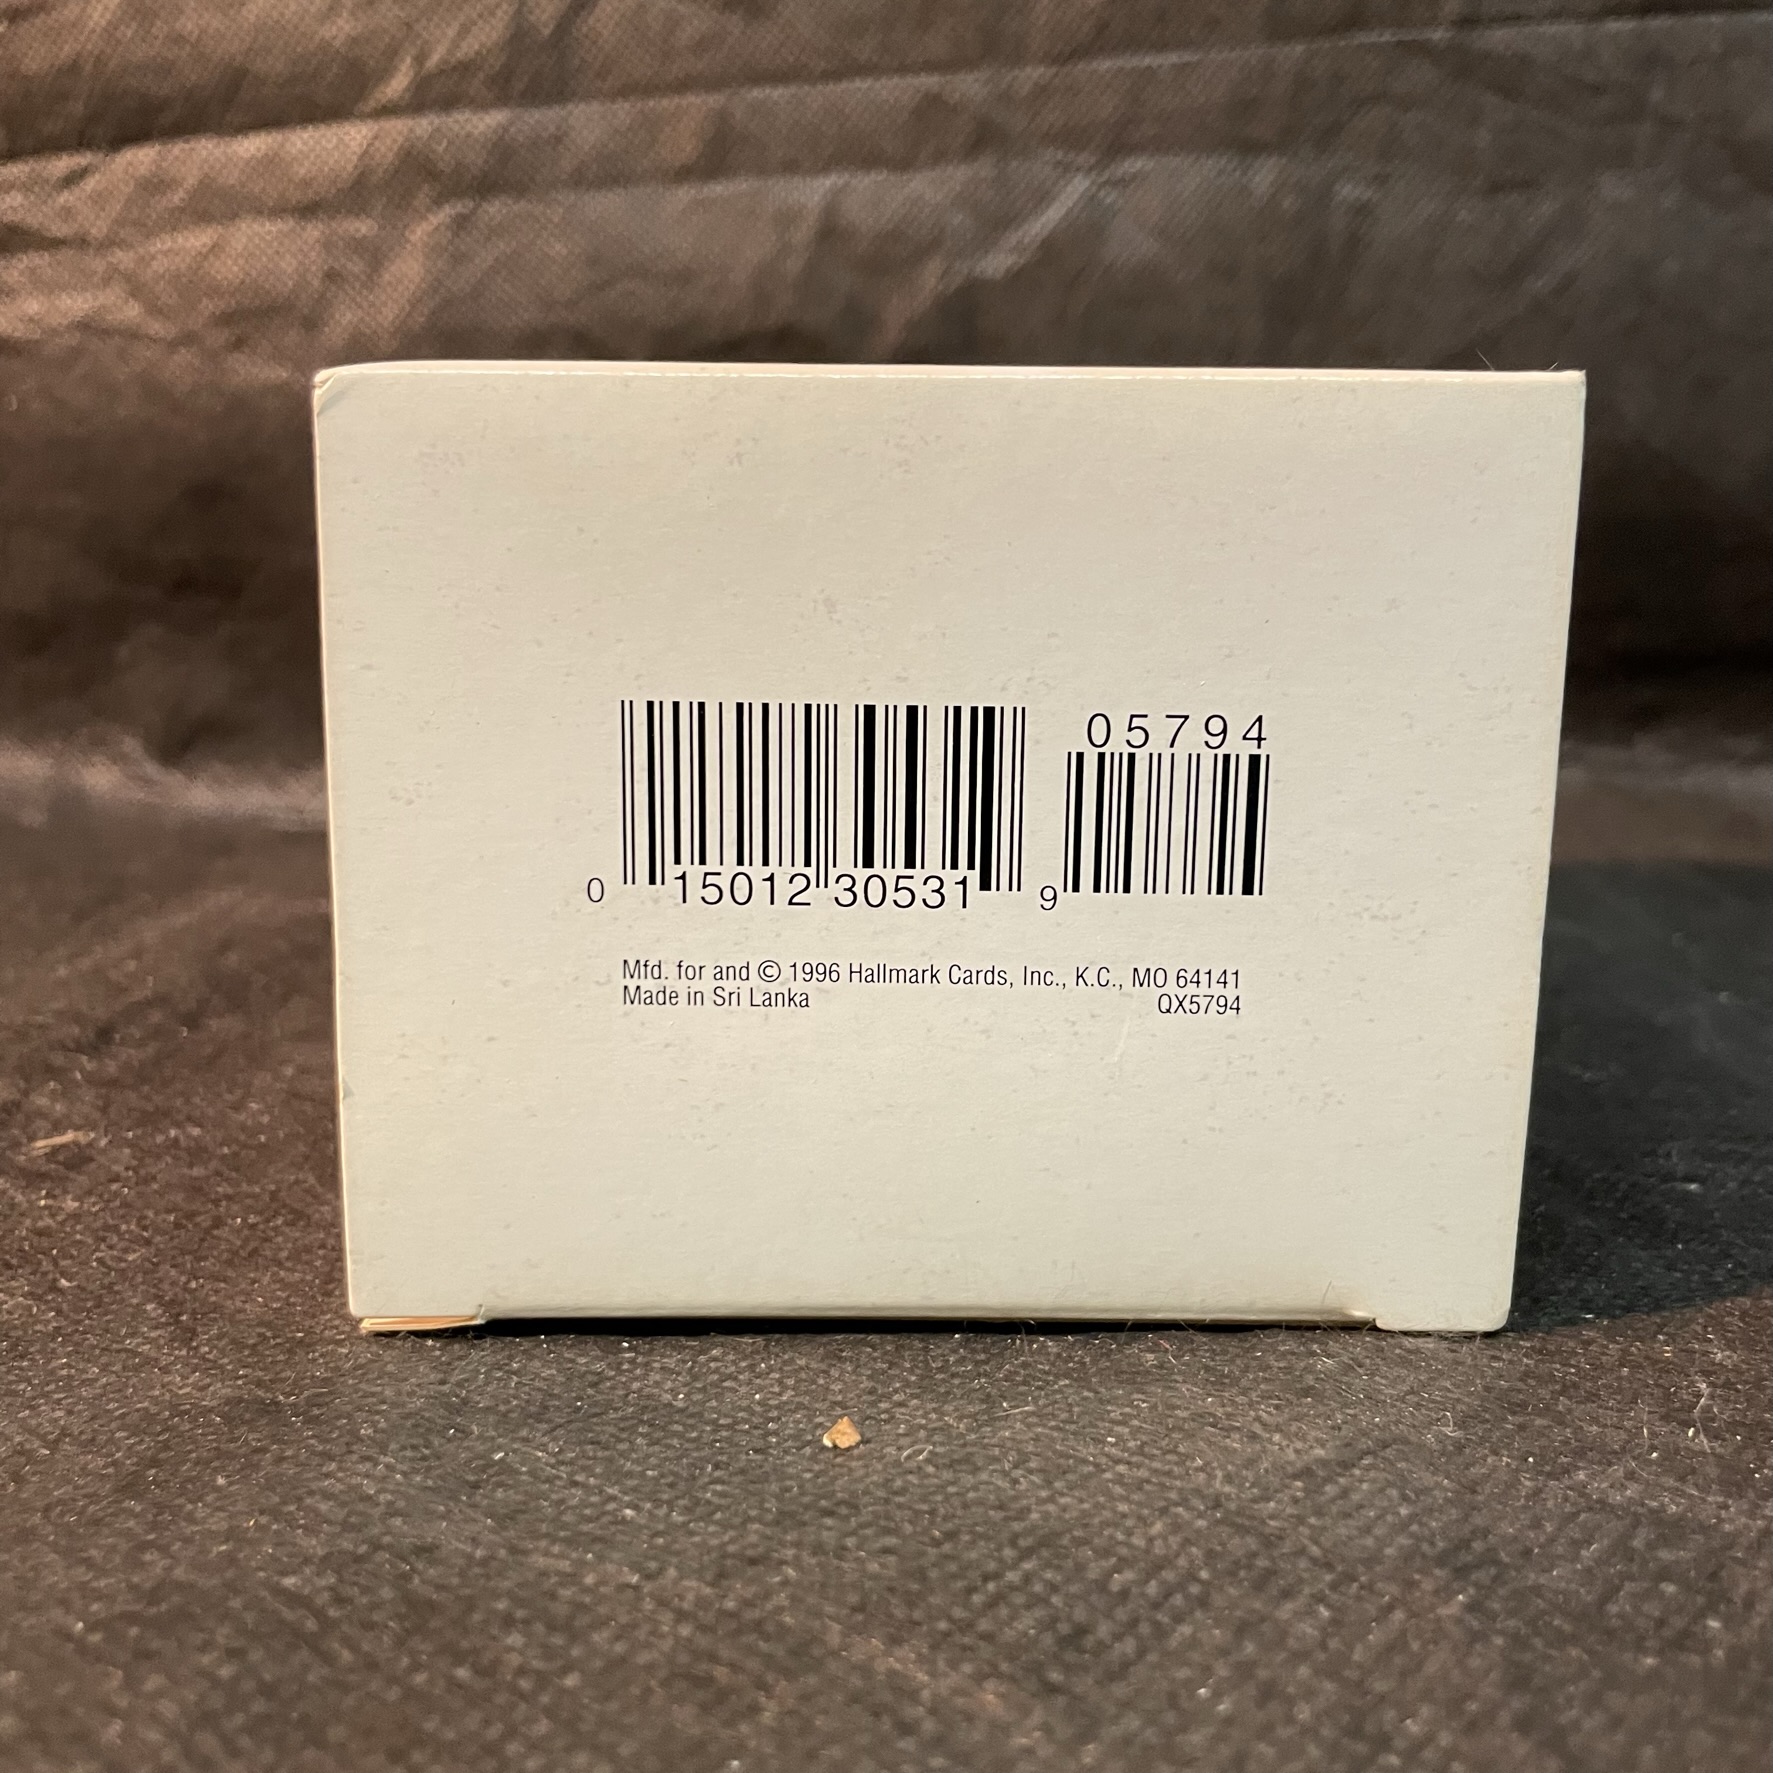 05794
0 15012 30531 9
Mfd. for and © 1996 Hallmark Cards, Inc., K.C., MO 64141
Made in Sri Lanka QX5794